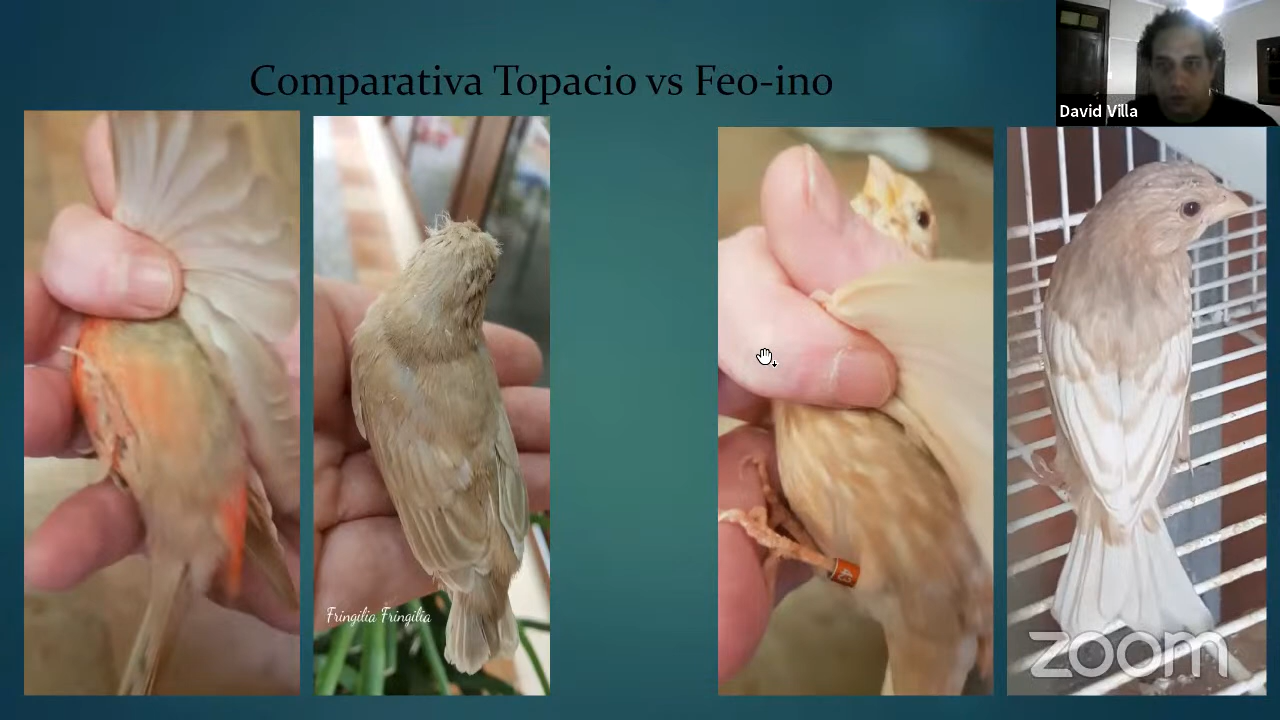 Comparativa Topacio vs Feo-ino
David Villa
Fringilia Fringilia
zoom